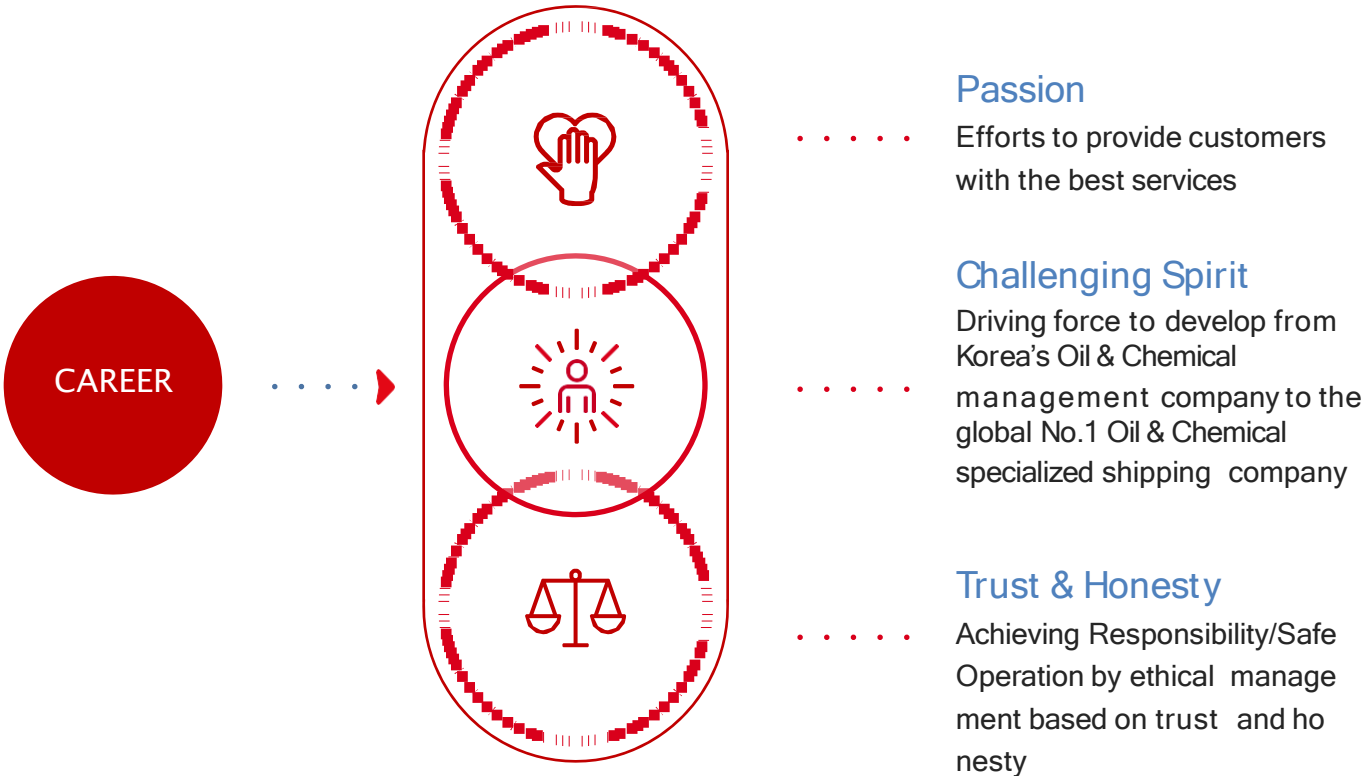 CAREER
Passion
Efforts to provide customers
with the best services
Challenging Spirit
Driving force to develop from
Korea’s Oil & Chemical
management company to the
global No.1 Oil & Chemical
specialized shipping company
Trust & Honesty
Achieving Responsibility/Safe
Operation by ethical manage
ment based on trust and ho
nesty